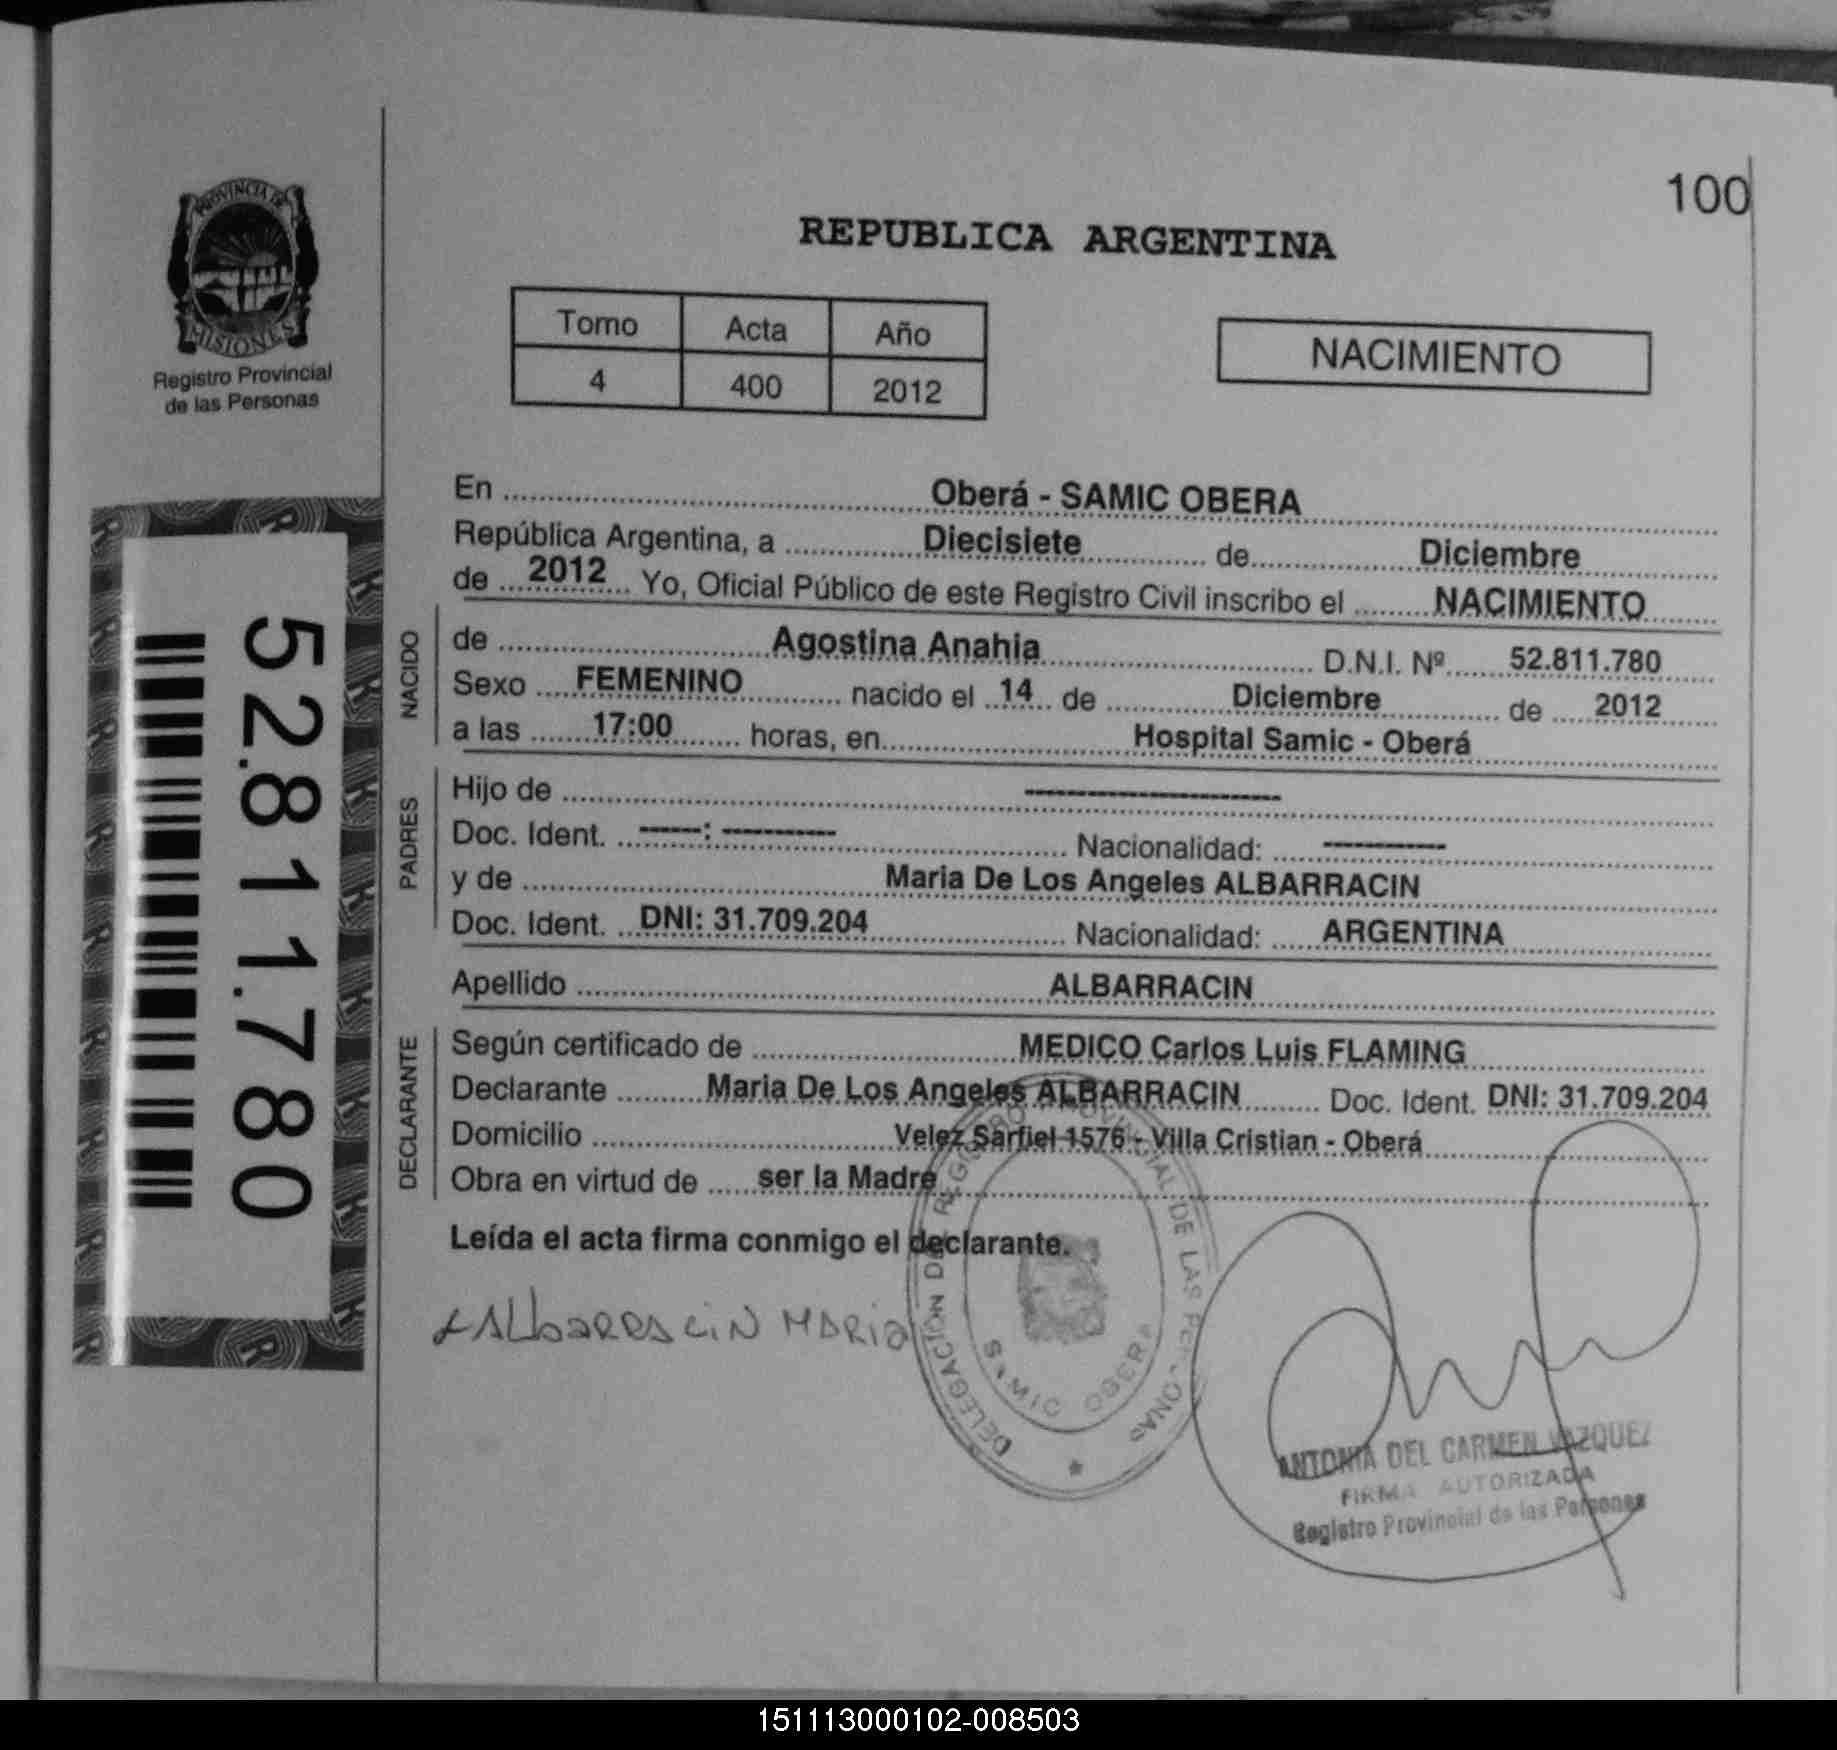 100
PROVINCIA DE
MISIONES
Registro Provincial
de las Personas
REPUBLICA ARGENTINA
Tomo Acta Año
4 400 2012
NACIMIENTO
52.811.780
En Oberá - SAMIC OBERA
República Argentina, a Diecisiete de Diciembre
de 2012 Yo, Oficial Público de este Registro Civil inscribo el NACIMIENTO
NACIDO
de Agostina Anahia D.N.I. Nº 52.811.780
Sexo FEMENINO nacido el 14 de Diciembre de 2012
a las 17:00 horas, en Hospital Samic - Oberá
PADRES
Hijo de --------------------
Doc. Ident. -----: --------- Nacionalidad: ----------
y de Maria De Los Angeles ALBARRACIN
Doc. Ident. DNI: 31.709.204 Nacionalidad: ARGENTINA
Apellido ALBARRACIN
DECLARANTE
Según certificado de MEDICO Carlos Luis FLAMING
Declarante Maria De Los Angeles ALBARRACIN Doc. Ident. DNI: 31.709.204
Domicilio Velez Sarfiel 1576 - Villa Cristian - Oberá
Obra en virtud de ser la Madre
Leída el acta firma conmigo el declarante.
ALbARRACiN MARia
DELEGACION DEL REGISTRO PROVINCIAL DE LAS PERSONAS
SAMIC OBERA
ANTONIA DEL CARMEN VAZQUEZ
FIRMA AUTORIZADA
Registro Provincial de las Personas
151113000102-008503